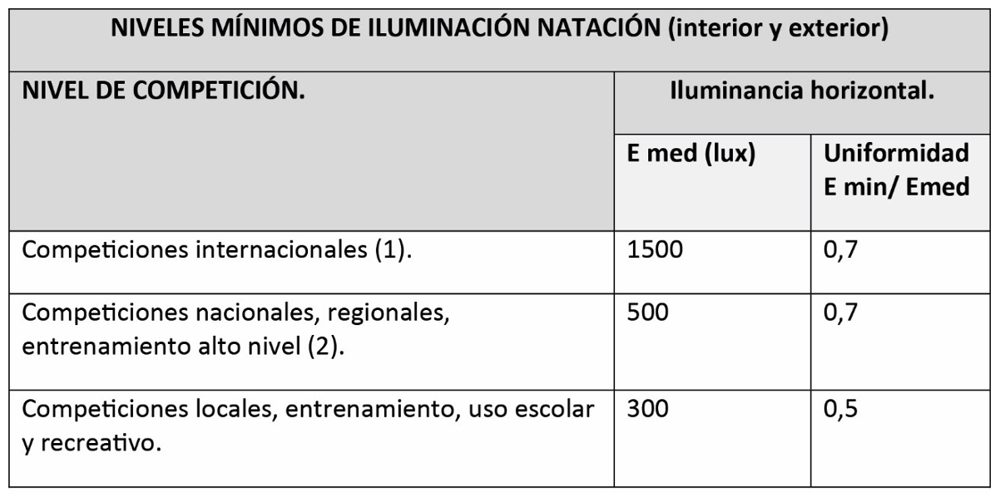 NIVELES MÍNIMOS DE ILUMINACIÓN NATACIÓN (interior y exterior)
NIVEL DE COMPETICIÓN.
Iluminancia horizontal.
E med (lux)
Uniformidad
E min/ Emed
Competiciones internacionales (1).
1500
0,7
Competiciones nacionales, regionales,
entrenamiento alto nivel (2).
500
0,7
Competiciones locales, entrenamiento, uso escolar
y recreativo.
300
0,5